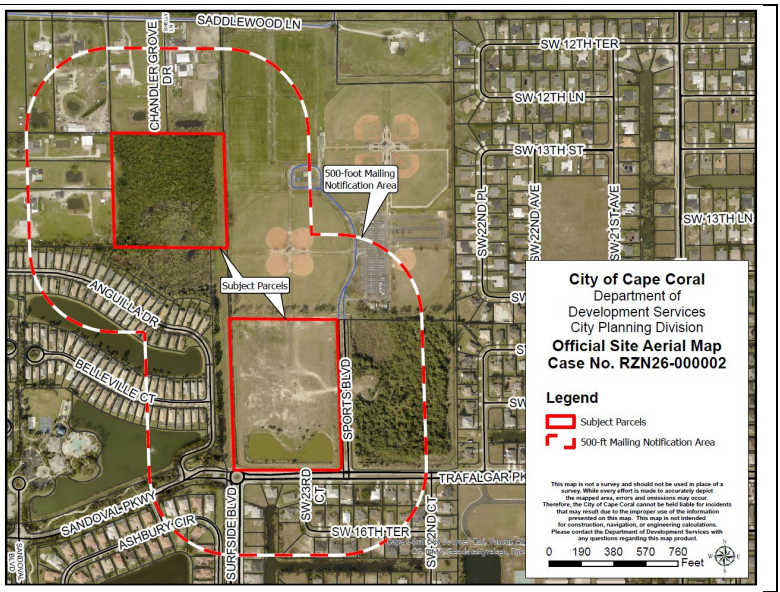 SADDLEWOOD LN
SHELLY
LN
CHANDLER GROVE
DR
SW 12TH TER
SW 12TH LN
SW 13TH ST
500-foot Mailing
Notification Area
SW 22ND PL
SW 22ND AVE
SW 21ST AVE
SW 13TH LN
Subject Parcels
ANGUILLA DR
BELLEVILLE CT
SPORTS BLVD
SW
SW
City of Cape Coral
Department of
Development Services
City Planning Division
Official Site Aerial Map
Case No. RZN26-000002
Legend
Subject Parcels
500-ft Mailing Notification Area
This map is not a survey and should not be used in place of a
survey. While every effort is made to accurately depict
the mapped area, errors and omissions may occur.
Therefore, the City of Cape Coral cannot be held liable for incidents
that may result due to the improper use of the information
presented on this map. This map is not intended
for construction, navigation, or engineering calculations.
Please contact the Department of Development Services with
any questions regarding this map product.
0 190 380 570 760
Feet
N
W E
S
TRAFALGAR PK
SANDOVAL PKWY
ASHBURY CIR
SURFSIDE BLVD
SW 23RD
CT
SW 16TH TER
SW 22ND CT
SANDOVAL
BLVD